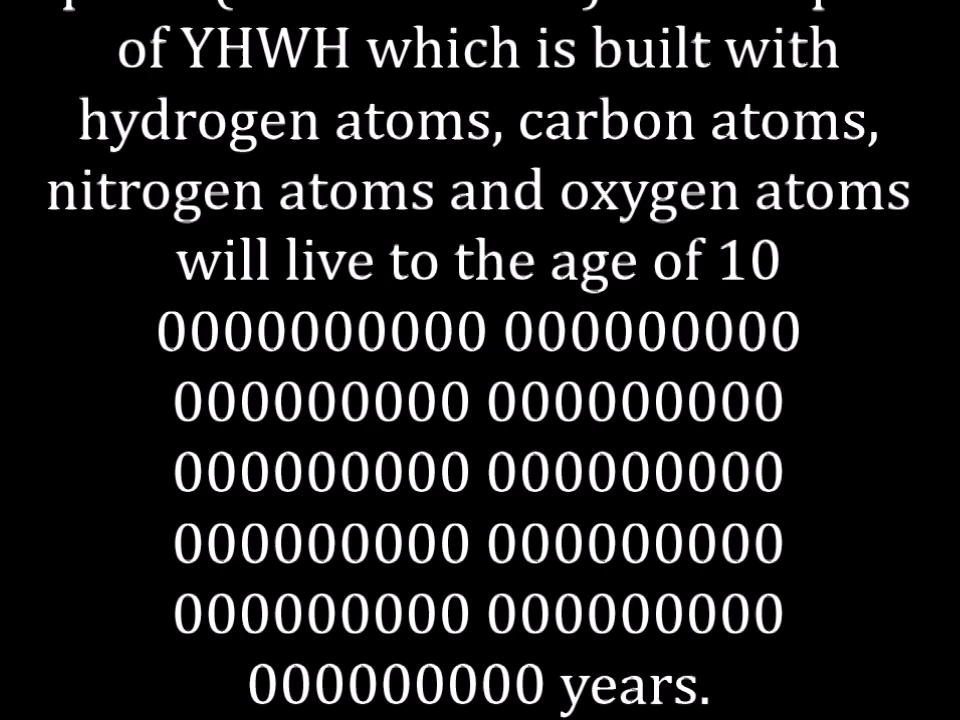 of YHWH which is built with
hydrogen atoms, carbon atoms,
nitrogen atoms and oxygen atoms
will live to the age of 10
0000000000 000000000
000000000 000000000
000000000 000000000
000000000 000000000
000000000 000000000
000000000 years.